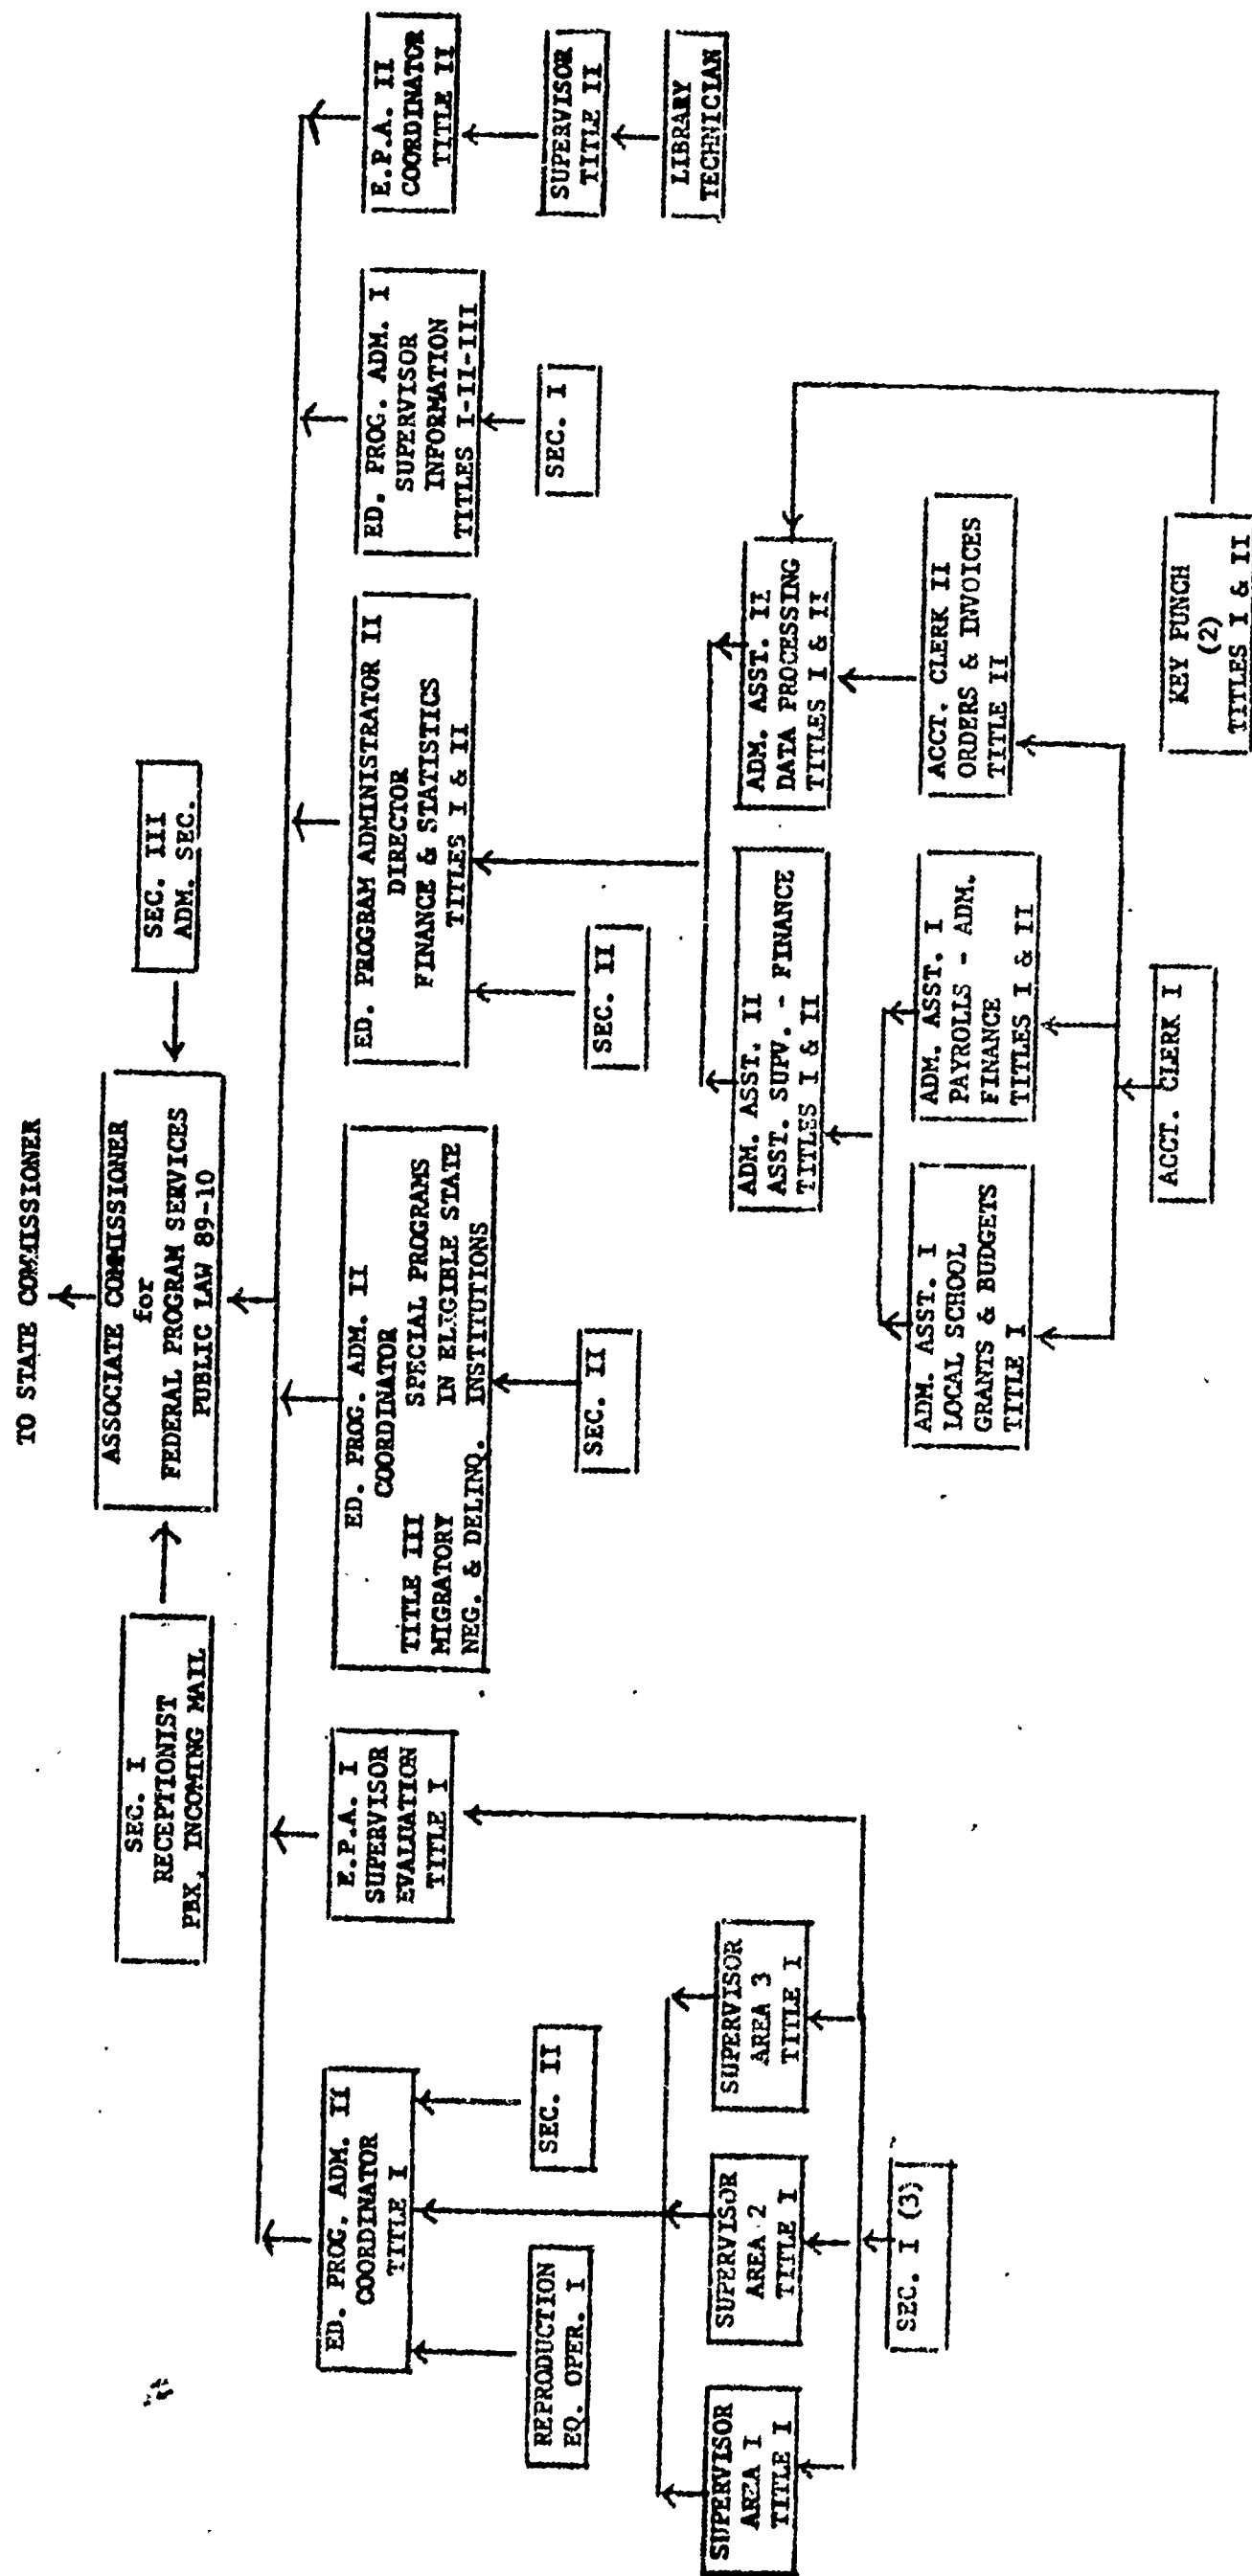 TO STATE COMMISSIONER
ASSOCIATE COMMISSIONER
for
FEDERAL PROGRAM SERVICES
PUBLIC LAW 89-10
SEC. I
RECEPTIONIST
PBX, INCOMING MAIL
SEC. III
ADM. SEC.
ED. PROG. ADM. II
COORDINATOR
TITLE I
E.P.A. I
SUPERVISOR
EVALUATION
TITLE I
ED. PROG. ADM. II
COORDINATOR
TITLE III SPECIAL PROGRAMS
MIGRATORY IN ELIGIBLE STATE
NEG. & DELINQ. INSTITUTIONS
ED. PROGRAM ADMINISTRATOR II
DIRECTOR
FINANCE & STATISTICS
TITLES I & II
ED. PROG. ADM. I
SUPERVISOR
INFORMATION
TITLES I-II-III
E.P.A. II
COORDINATOR
TITLE II
REPRODUCTION
EQ. OPER. I
SEC. II
SEC. II
SEC. II
SEC. I
SUPERVISOR
TITLE II
LIBRARY
TECHNICIAN
SUPERVISOR
AREA I
TITLE I
SUPERVISOR
AREA 2
TITLE I
SUPERVISOR
AREA 3
TITLE I
SEC. I (3)
ADM. ASST. II
ASST. SUPV. - FINANCE
TITLES I & II
ADM. ASST. II
DATA PROCESSING
TITLES I & II
ADM. ASST. I
LOCAL SCHOOL
GRANTS & BUDGETS
TITLE I
ADM. ASST. I
PAYROLLS - ADM.
FINANCE
TITLES I & II
ACCT. CLERK II
ORDERS & INVOICES
TITLE II
ACCT. CLERK I
KEY PUNCH
(2)
TITLES I & II